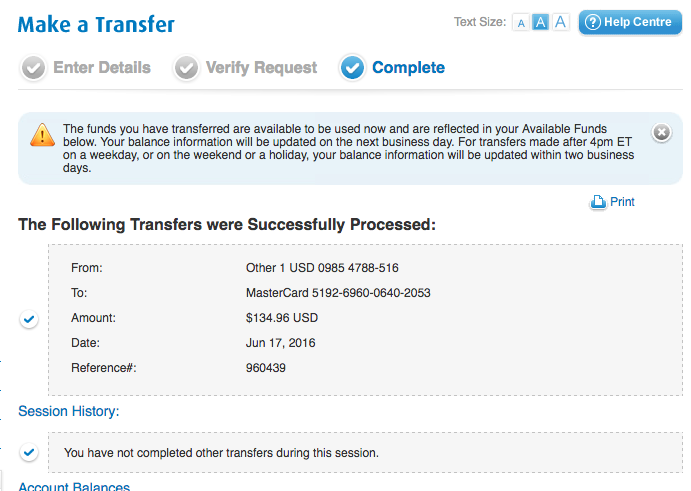 Make a Transfer
Text Size: A A A
Help Centre
Enter Details Verify Request Complete
The funds you have transferred are available to be used now and are reflected in your Available Funds
below. Your balance information will be updated on the next business day. For transfers made after 4pm ET
on a weekday, or on the weekend or a holiday, your balance information will be updated within two business
days.
Print
The Following Transfers were Successfully Processed:
From: Other 1 USD 0985 4788-516
To: MasterCard 5192-6960-0640-2053
Amount: $134.96 USD
Date: Jun 17, 2016
Reference#: 960439
Session History:
You have not completed other transfers during this session.
Account Balances